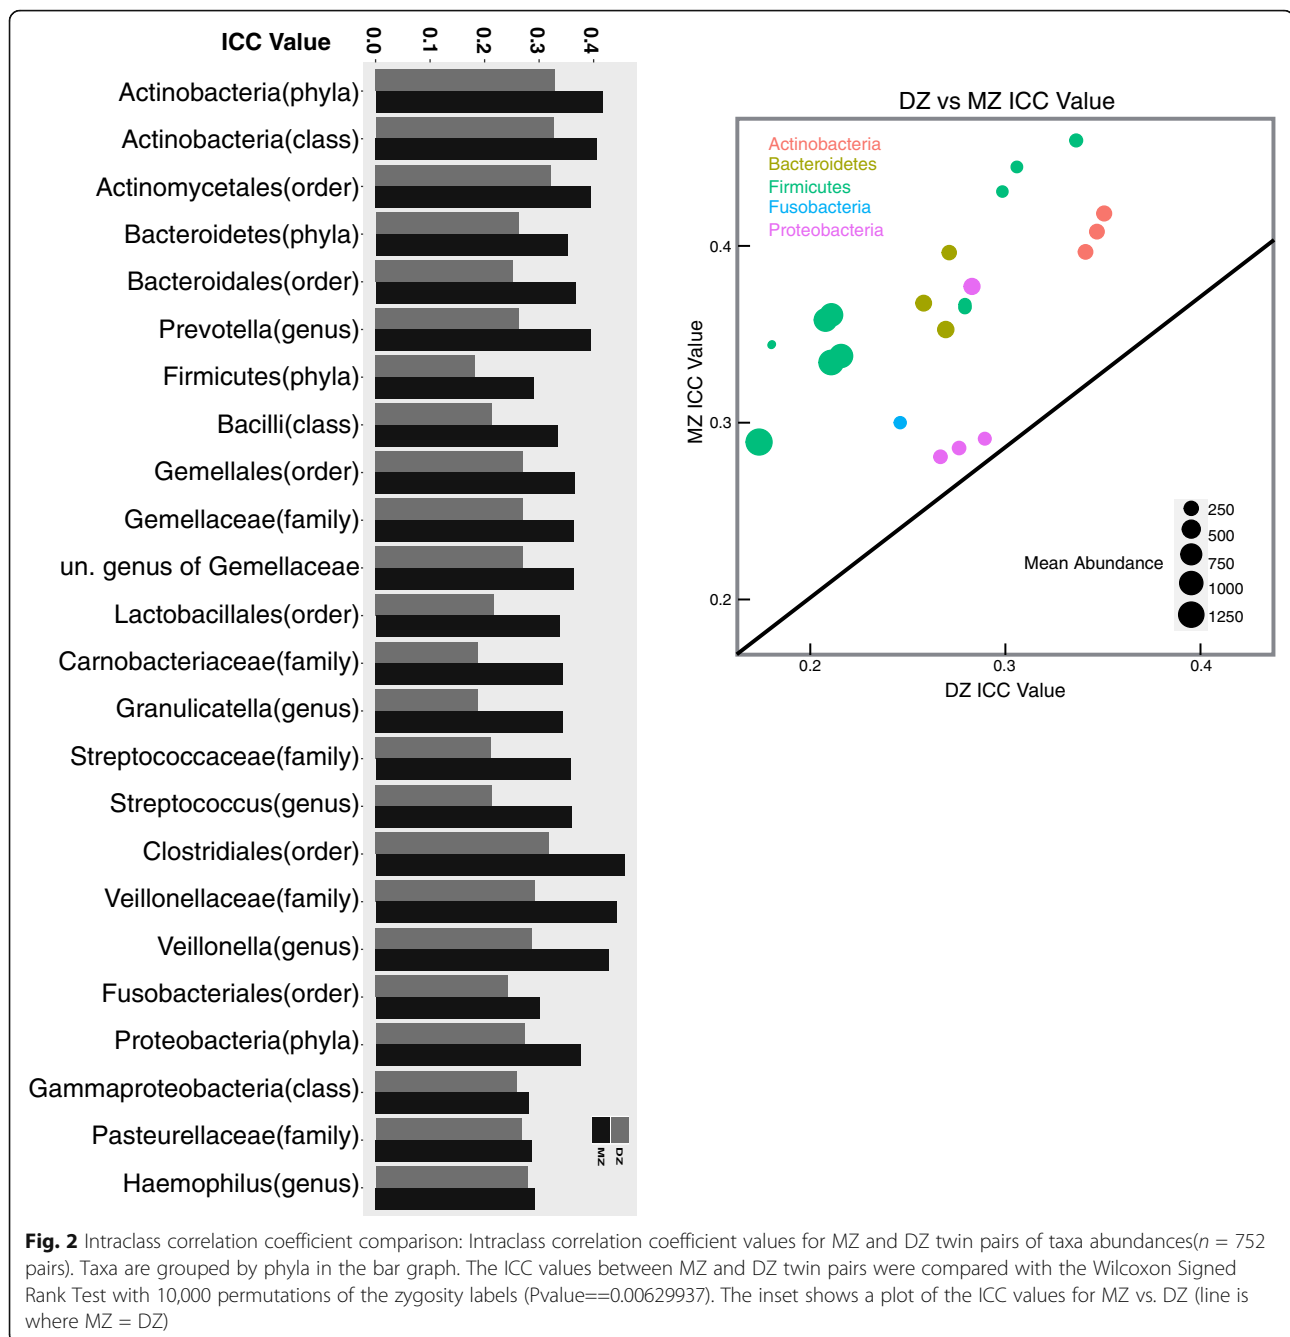 ICC Value
0.0
0.1
0.2
0.3
0.4
Actinobacteria(phyla)
Actinobacteria(class)
Actinomycetales(order)
Bacteroidetes(phyla)
Bacteroidales(order)
Prevotella(genus)
Firmicutes(phyla)
Bacilli(class)
Gemellales(order)
Gemellaceae(family)
un. genus of Gemellaceae
Lactobacillales(order)
Carnobacteriaceae(family)
Granulicatella(genus)
Streptococcaceae(family)
Streptococcus(genus)
Clostridiales(order)
Veillonellaceae(family)
Veillonella(genus)
Fusobacteriales(order)
Proteobacteria(phyla)
Gammaproteobacteria(class)
Pasteurellaceae(family)
Haemophilus(genus)
MZ
DZ
DZ vs MZ ICC Value
Actinobacteria
Bacteroidetes
Firmicutes
Fusobacteria
Proteobacteria
MZ ICC Value
0.4
0.3
0.2
Mean Abundance
250
500
750
1000
1250
0.2
0.3
0.4
DZ ICC Value
Fig. 2 Intraclass correlation coefficient comparison: Intraclass correlation coefficient values for MZ and DZ twin pairs of taxa abundances(n = 752
pairs). Taxa are grouped by phyla in the bar graph. The ICC values between MZ and DZ twin pairs were compared with the Wilcoxon Signed
Rank Test with 10,000 permutations of the zygosity labels (Pvalue==0.00629937). The inset shows a plot of the ICC values for MZ vs. DZ (line is
where MZ = DZ)